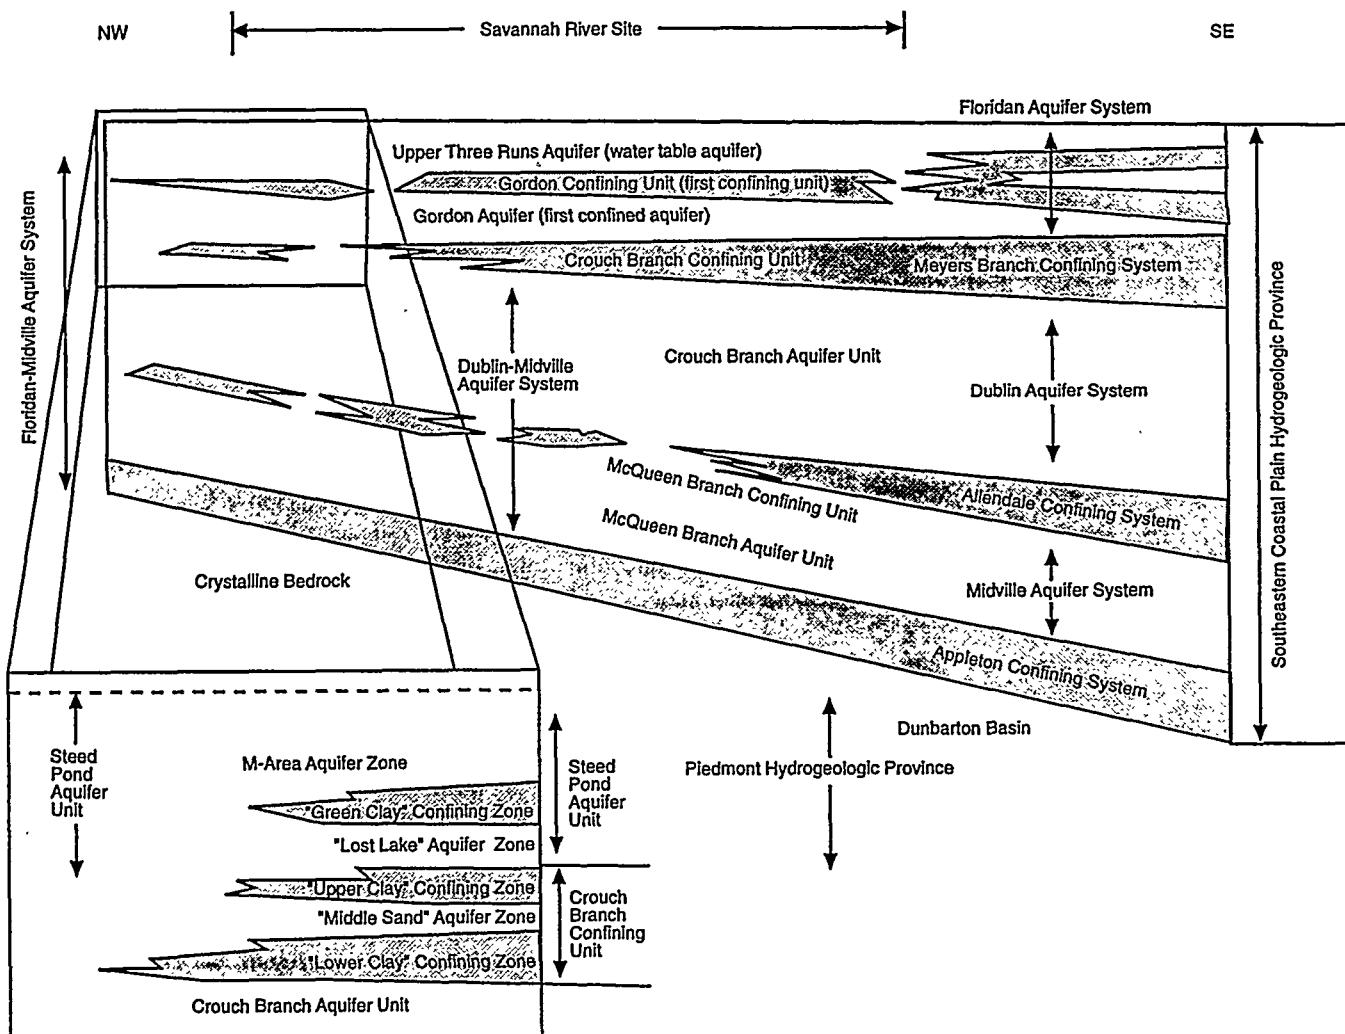 NW
Savannah River Site
SE
Floridan Aquifer System
Upper Three Runs Aquifer (water table aquifer)
Gordon Confining Unit (first confining unit)
Gordon Aquifer (first confined aquifer)
Crouch Branch Confining Unit
Meyers Branch Confining System
Floridan-Midville Aquifer System
Dublin-Midville
Aquifer System
Crouch Branch Aquifer Unit
Dublin Aquifer System
Southeastern Coastal Plain Hydrogeologic Province
McQueen Branch Confining Unit
Allendale Confining System
McQueen Branch Aquifer Unit
Crystalline Bedrock
Midville Aquifer System
Appleton Confining System
Dunbarton Basin
Piedmont Hydrogeologic Province
Steed
Pond
Aquifer
Unit
M-Area Aquifer Zone
Steed
Pond
Aquifer
Unit
"Green Clay" Confining Zone
"Lost Lake" Aquifer Zone
"Upper Clay" Confining Zone
"Middle Sand" Aquifer Zone
Crouch
Branch
Confining
Unit
"Lower Clay" Confining Zone
Crouch Branch Aquifer Unit